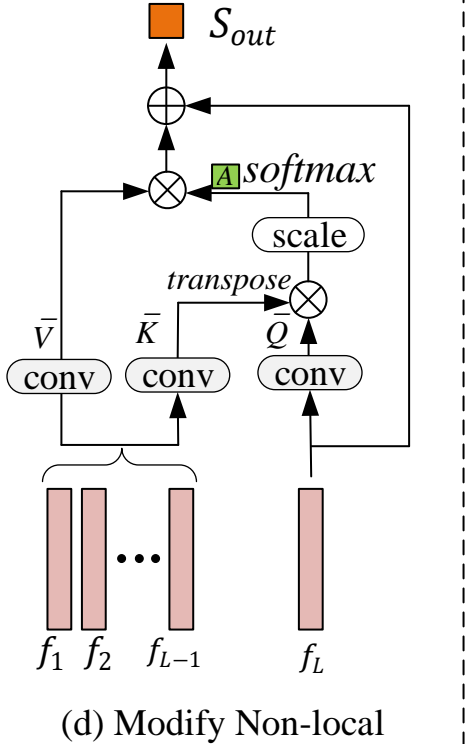 S_out
A softmax
scale
transpose
V̄ K̄ Q̄
conv conv conv
f_1 f_2 ••• f_{L−1} f_L
(d) Modify Non-local